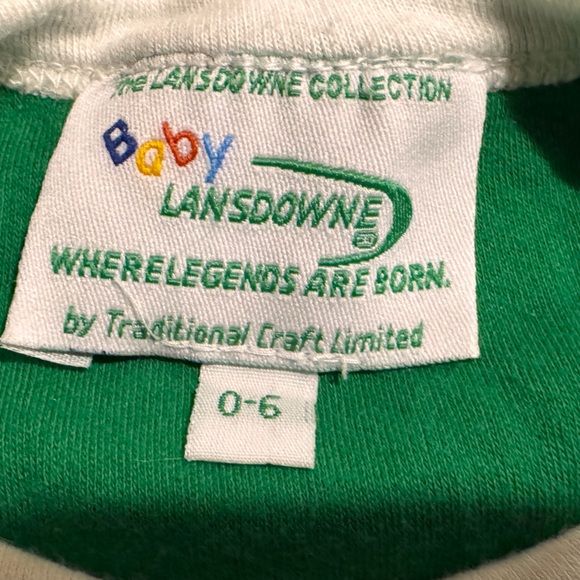 THE LANSDOWNE COLLECTION
Baby
LANSDOWNE
WHERE LEGENDS ARE BORN.
by Traditional Craft Limited
0-6